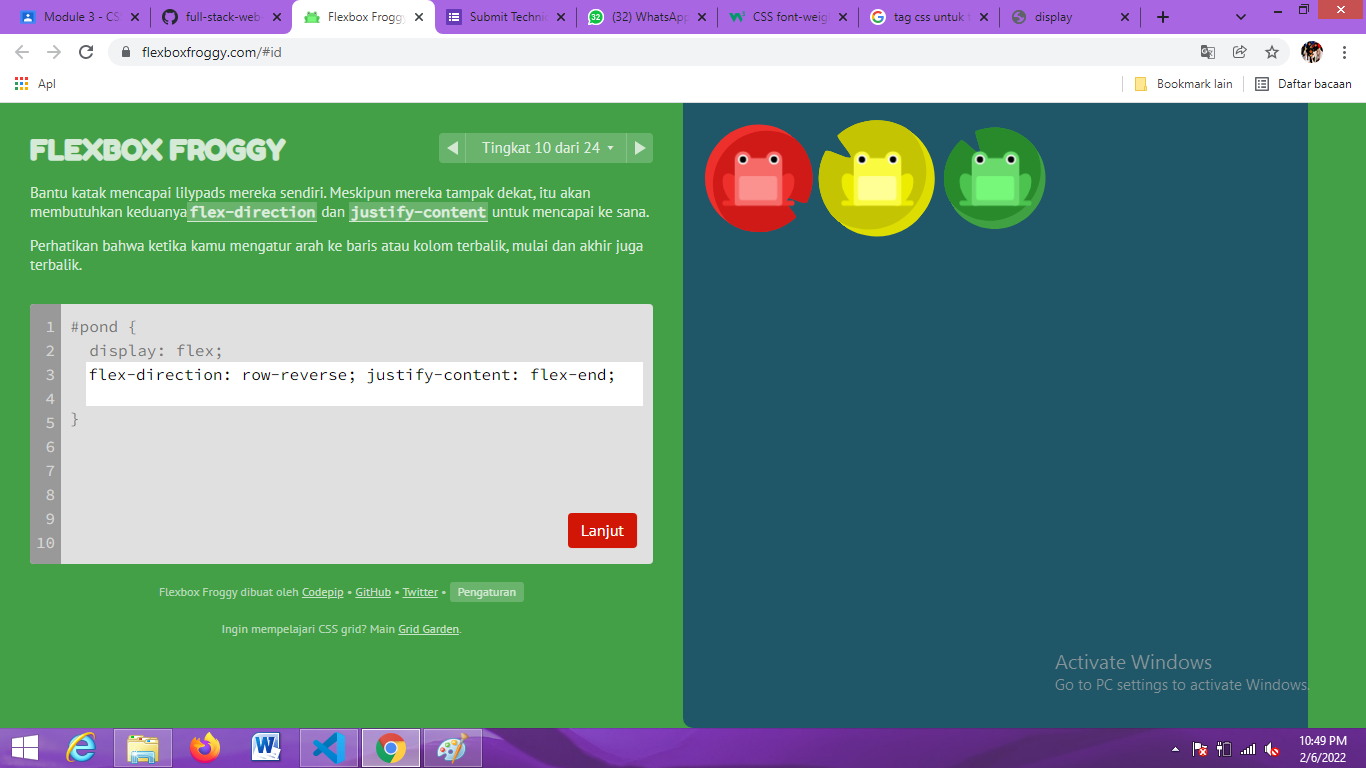 Module 3 - CS
full-stack-web
Flexbox Frogg
Submit Techni
(32) WhatsApp
CSS font-weig
tag css untuk
display
flexboxfroggy.com/#id
Apl
Bookmark lain
Daftar bacaan
FLEXBOX FROGGY
Tingkat 10 dari 24
Bantu katak mencapai lilypads mereka sendiri. Meskipun mereka tampak dekat, itu akan
membutuhkan keduanya flex-direction dan justify-content untuk mencapai ke sana.
Perhatikan bahwa ketika kamu mengatur arah ke baris atau kolom terbalik, mulai dan akhir juga
terbalik.
1 #pond {
2 display: flex;
3 flex-direction: row-reverse; justify-content: flex-end;
4
5 }
6
7
8
9
10
Lanjut
Flexbox Froggy dibuat oleh Codepip • GitHub • Twitter • Pengaturan
Ingin mempelajari CSS grid? Main Grid Garden.
Activate Windows
Go to PC settings to activate Windows.
10:49 PM
2/6/2022